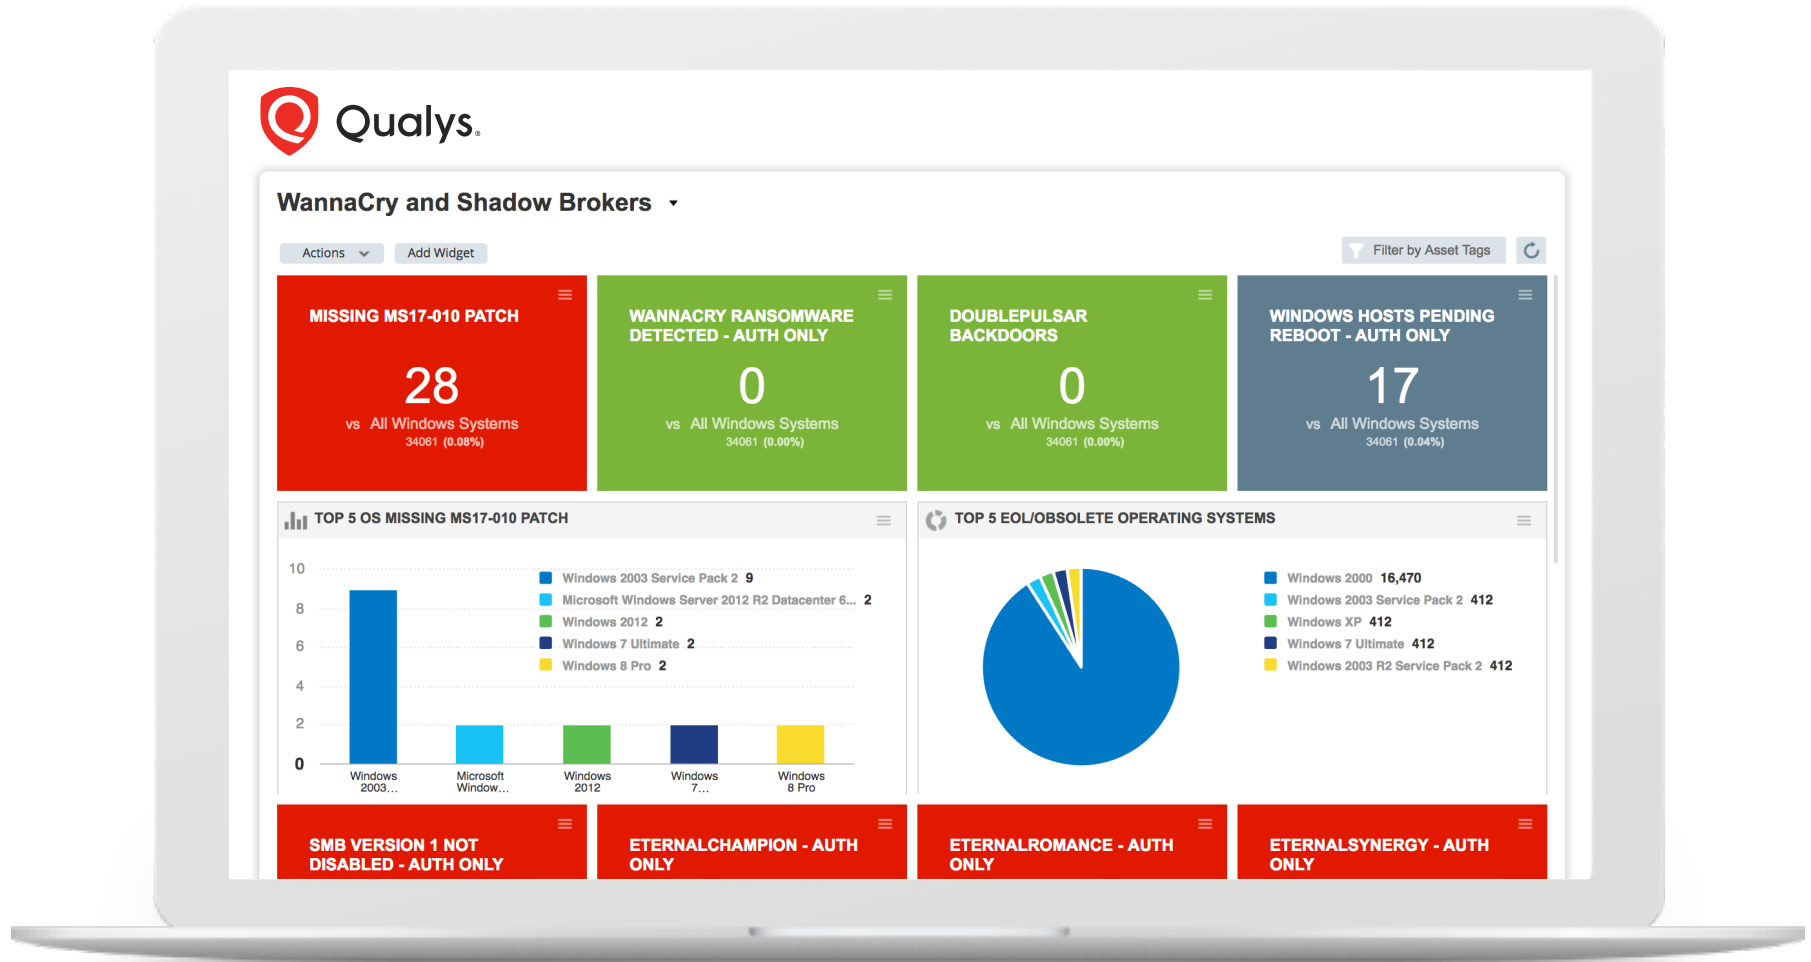 Qualys®
WannaCry and Shadow Brokers
Actions
Add Widget
Filter by Asset Tags
MISSING MS17-010 PATCH
28
vs All Windows Systems
34061 (0.08%)
WANNACRY RANSOMWARE
DETECTED - AUTH ONLY
0
vs All Windows Systems
34061 (0.00%)
DOUBLEPULSAR
BACKDOORS
0
vs All Windows Systems
34061 (0.00%)
WINDOWS HOSTS PENDING
REBOOT - AUTH ONLY
17
vs All Windows Systems
34061 (0.04%)
TOP 5 OS MISSING MS17-010 PATCH
10
8
6
4
2
0
Windows 2003 Service Pack 2 9
Microsoft Windows Server 2012 R2 Datacenter 6... 2
Windows 2012 2
Windows 7 Ultimate 2
Windows 8 Pro 2
Windows
2003...
Microsoft
Window...
Windows
2012
Windows
7...
Windows
8 Pro
TOP 5 EOL/OBSOLETE OPERATING SYSTEMS
Windows 2000 16,470
Windows 2003 Service Pack 2 412
Windows XP 412
Windows 7 Ultimate 412
Windows 2003 R2 Service Pack 2 412
SMB VERSION 1 NOT
DISABLED - AUTH ONLY
ETERNALCHAMPION - AUTH
ONLY
ETERNALROMANCE - AUTH
ONLY
ETERNALSYNERGY - AUTH
ONLY